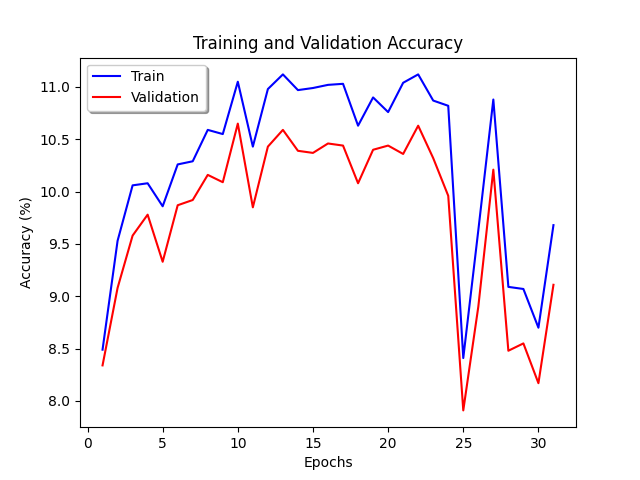 Training and Validation Accuracy
Train
Validation
11.0
10.5
10.0
9.5
9.0
8.5
8.0
Accuracy (%)
0 5 10 15 20 25 30
Epochs